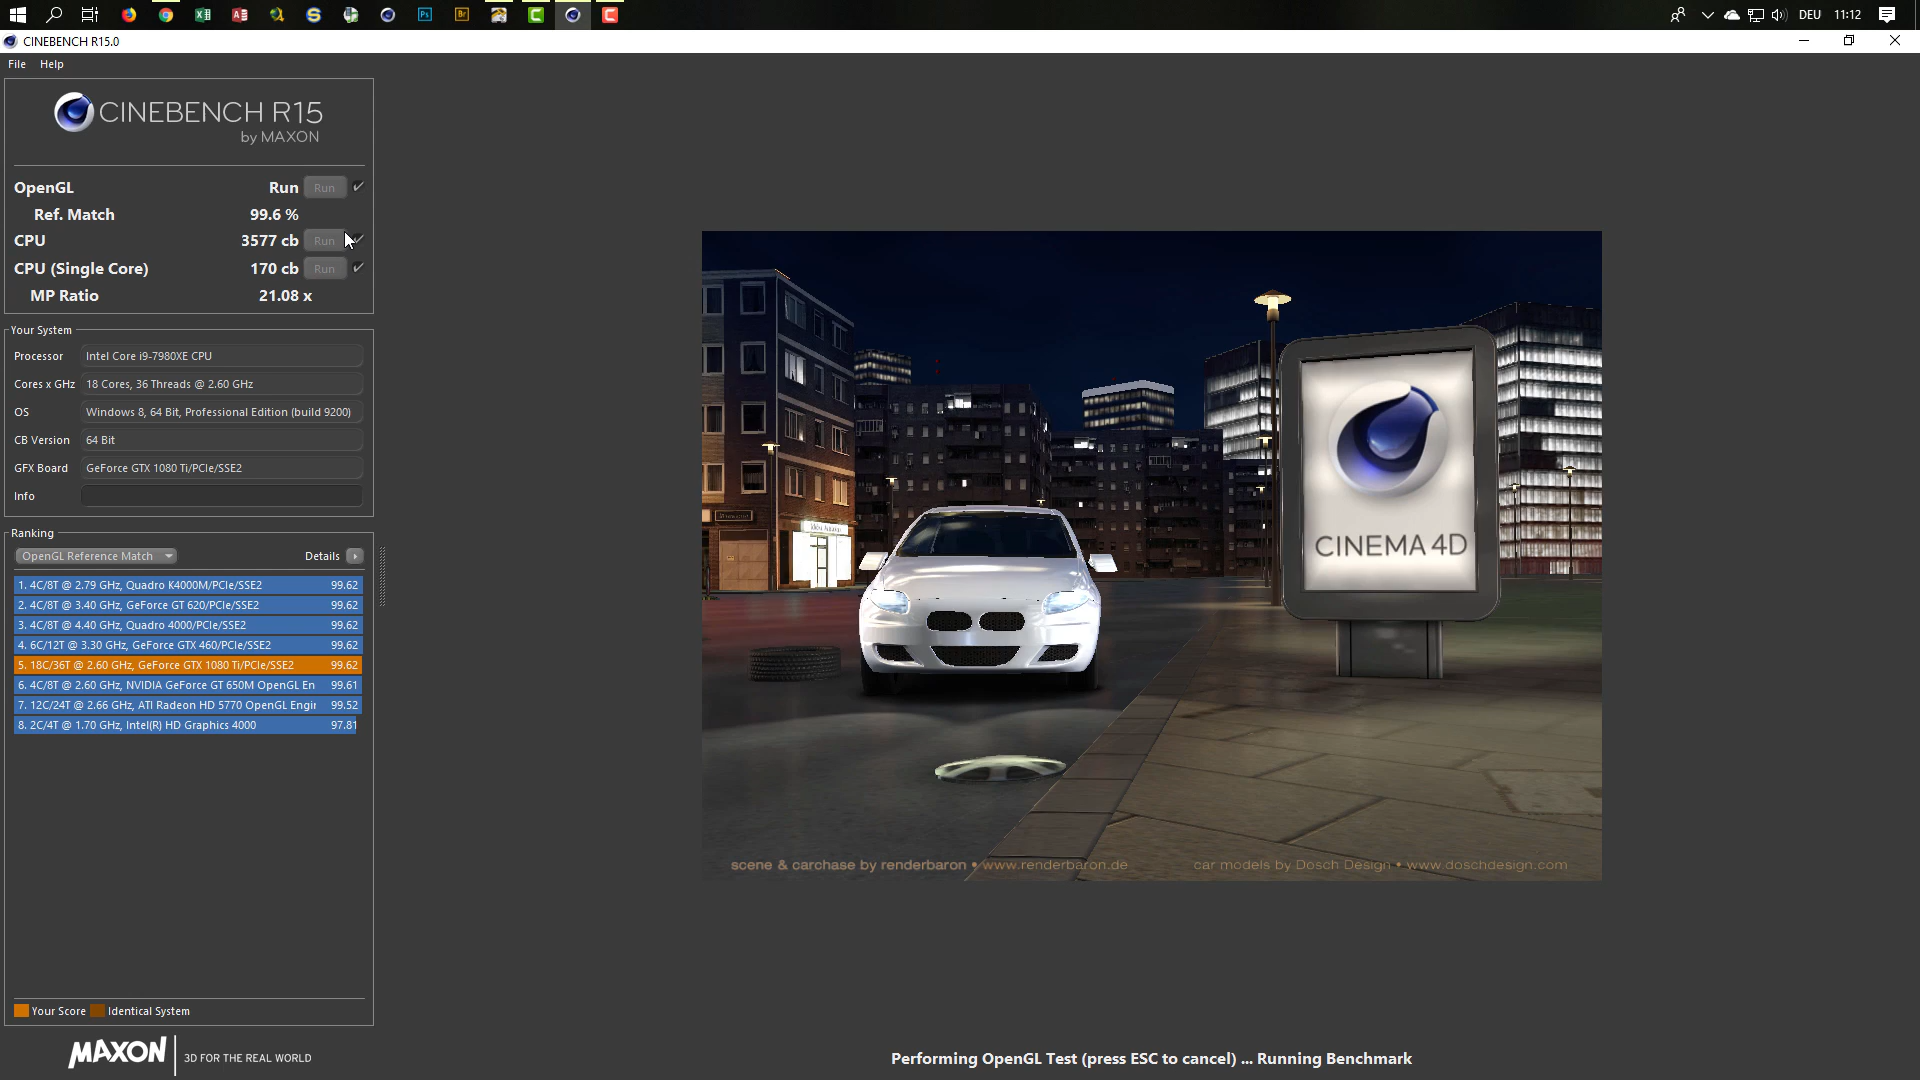 DEU 11:12
CINEBENCH R15.0
File Help
CINEBENCH R15
by MAXON
OpenGL Run Run
Ref. Match 99.6 %
CPU 3577 cb Run
CPU (Single Core) 170 cb Run
MP Ratio 21.08 x
Your System
Processor Intel Core i9-7980XE CPU
Cores x GHz 18 Cores, 36 Threads @ 2.60 GHz
OS Windows 8, 64 Bit, Professional Edition (build 9200)
CB Version 64 Bit
GFX Board GeForce GTX 1080 Ti/PCIe/SSE2
Info
Ranking
OpenGL Reference Match Details
1. 4C/8T @ 2.79 GHz, Quadro K4000M/PCIe/SSE2 99.62
2. 4C/8T @ 3.40 GHz, GeForce GT 620/PCIe/SSE2 99.62
3. 4C/8T @ 4.40 GHz, Quadro 4000/PCIe/SSE2 99.62
4. 6C/12T @ 3.30 GHz, GeForce GTX 460/PCIe/SSE2 99.62
5. 18C/36T @ 2.60 GHz, GeForce GTX 1080 Ti/PCIe/SSE2 99.62
6. 4C/8T @ 2.60 GHz, NVIDIA GeForce GT 650M OpenGL En 99.61
7. 12C/24T @ 2.66 GHz, ATI Radeon HD 5770 OpenGL Engi 99.52
8. 2C/4T @ 1.70 GHz, Intel(R) HD Graphics 4000 97.81
Your Score Identical System
MAXON 3D FOR THE REAL WORLD
CINEMA 4D
scene & carchase by renderbaron • www.renderbaron.de car models by Dosch Design • www.doschdesign.com
Performing OpenGL Test (press ESC to cancel) ... Running Benchmark